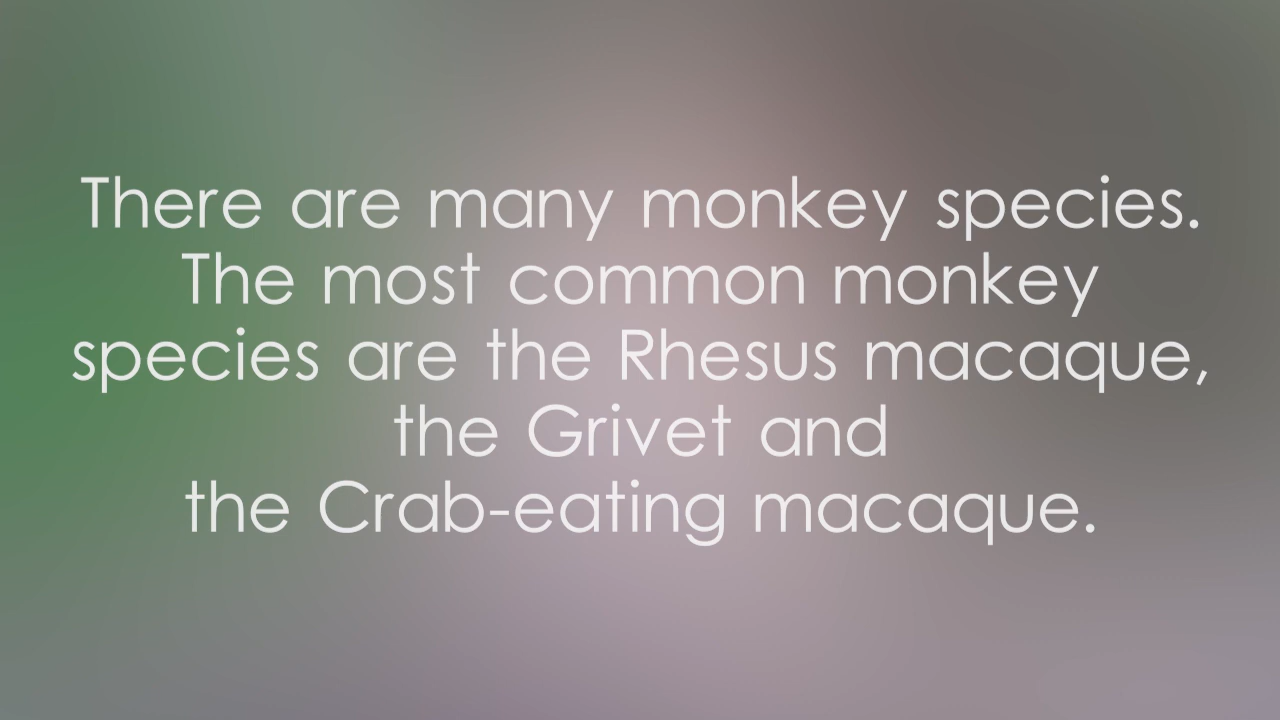 There are many monkey species.
The most common monkey
species are the Rhesus macaque,
the Grivet and
the Crab-eating macaque.